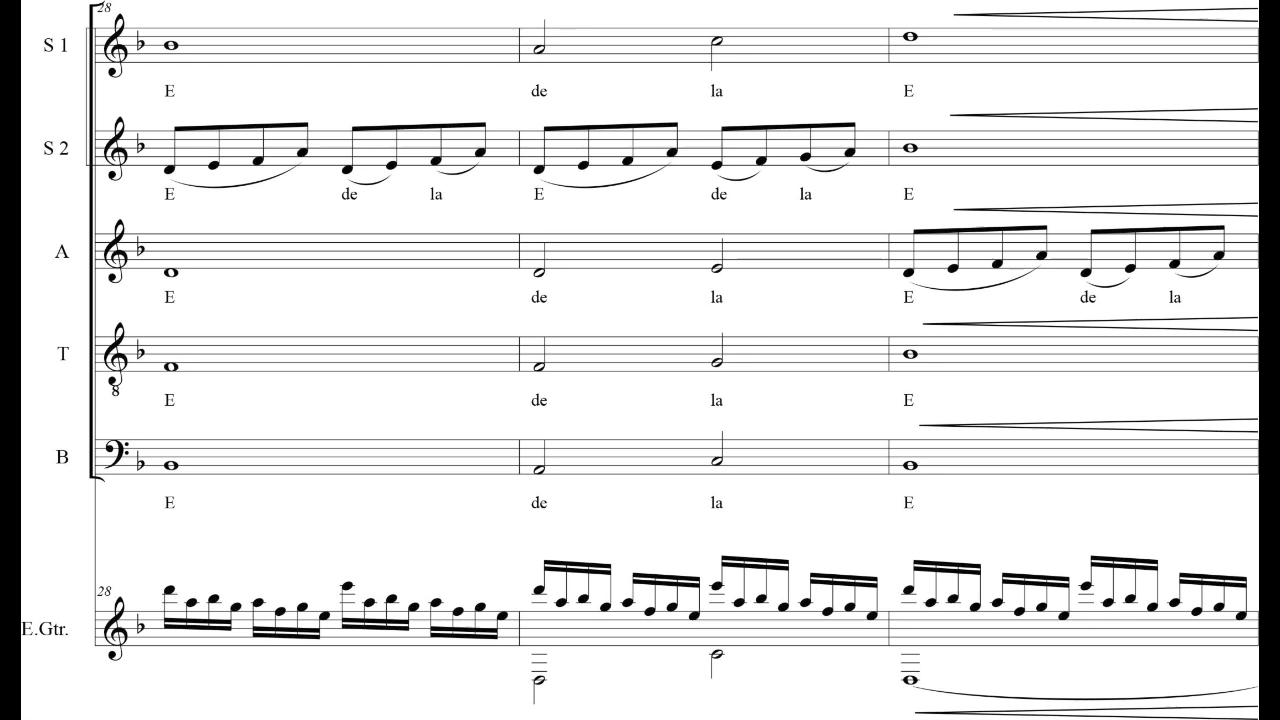 28
S 1
E de la E
S 2
E de la E de la E
A
E de la E de la
T
8
E de la E
B
E de la E
28
E.Gtr.